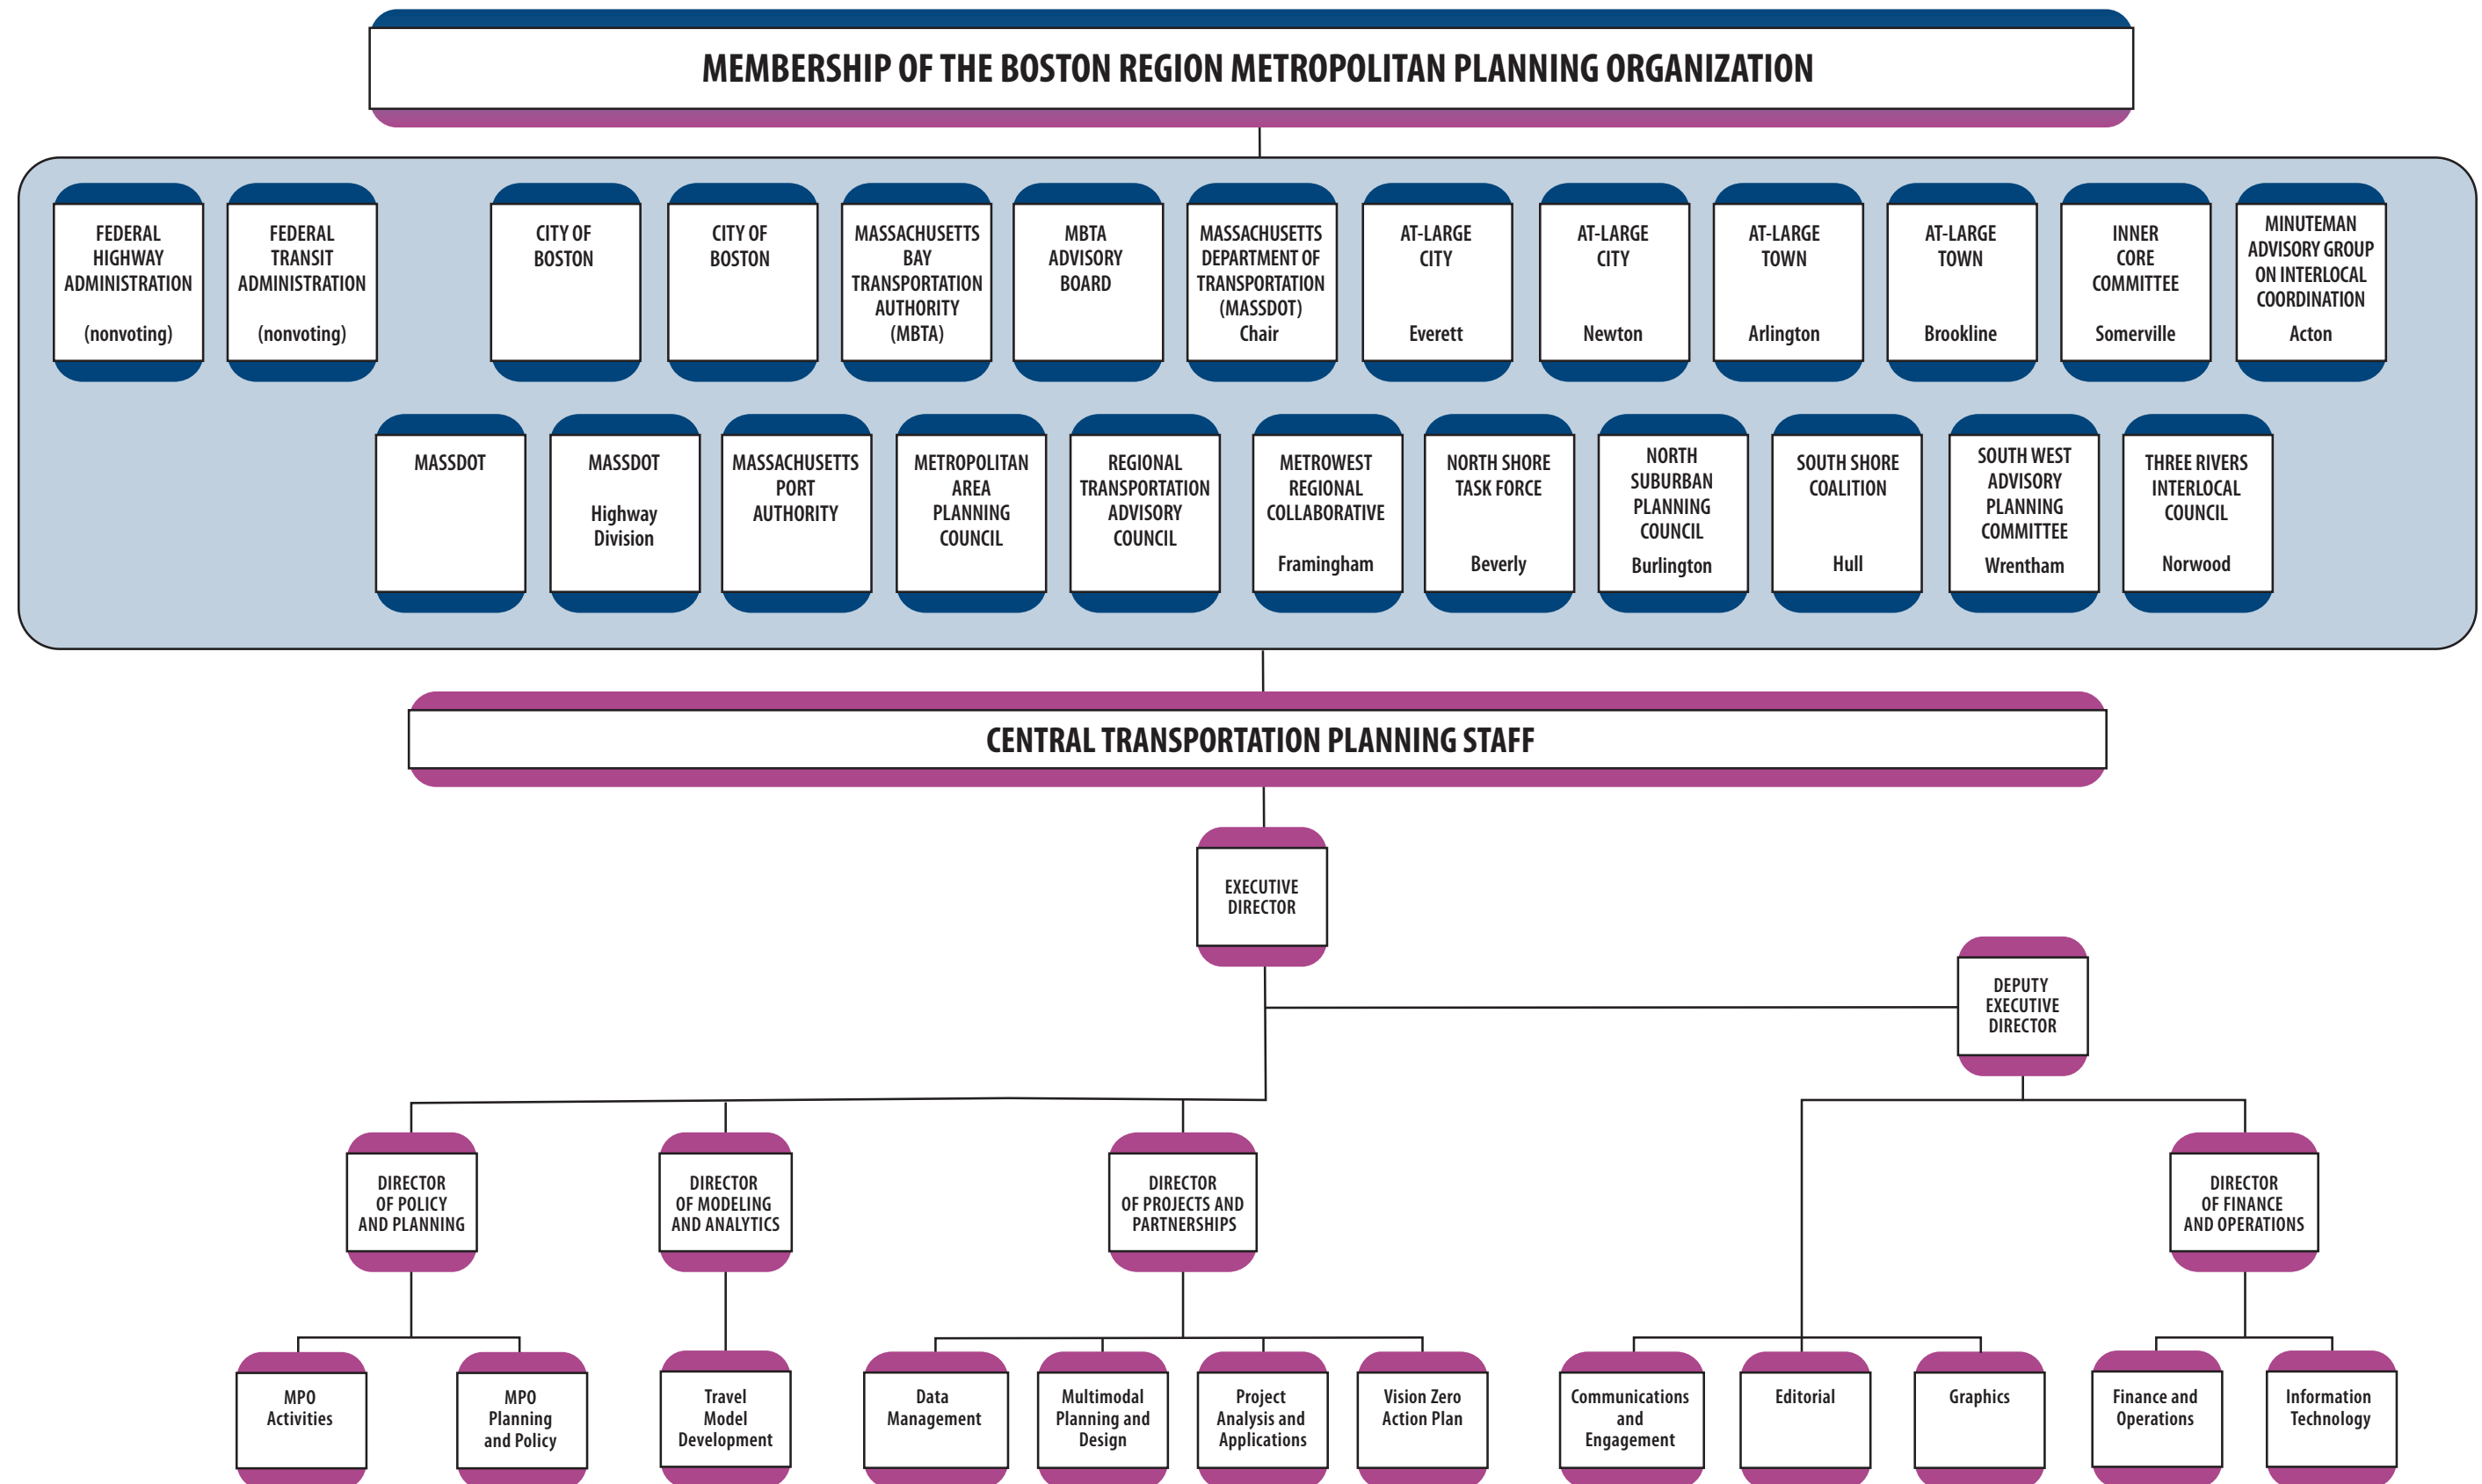 MEMBERSHIP OF THE BOSTON REGION METROPOLITAN PLANNING ORGANIZATION
FEDERAL
HIGHWAY
ADMINISTRATION
(nonvoting)
FEDERAL
TRANSIT
ADMINISTRATION
(nonvoting)
CITY OF
BOSTON
CITY OF
BOSTON
MASSACHUSETTS
BAY
TRANSPORTATION
AUTHORITY
(MBTA)
MBTA
ADVISORY
BOARD
MASSACHUSETTS
DEPARTMENT OF
TRANSPORTATION
(MASSDOT)
Chair
AT-LARGE
CITY
Everett
AT-LARGE
CITY
Newton
AT-LARGE
TOWN
Arlington
AT-LARGE
TOWN
Brookline
INNER
CORE
COMMITTEE
Somerville
MINUTEMAN
ADVISORY GROUP
ON INTERLOCAL
COORDINATION
Acton
MASSDOT
MASSDOT
Highway
Division
MASSACHUSETTS
PORT
AUTHORITY
METROPOLITAN
AREA
PLANNING
COUNCIL
REGIONAL
TRANSPORTATION
ADVISORY
COUNCIL
METROWEST
REGIONAL
COLLABORATIVE
Framingham
NORTH SHORE
TASK FORCE
Beverly
NORTH
SUBURBAN
PLANNING
COUNCIL
Burlington
SOUTH SHORE
COALITION
Hull
SOUTH WEST
ADVISORY
PLANNING
COMMITTEE
Wrentham
THREE RIVERS
INTERLOCAL
COUNCIL
Norwood
CENTRAL TRANSPORTATION PLANNING STAFF
EXECUTIVE
DIRECTOR
DEPUTY
EXECUTIVE
DIRECTOR
DIRECTOR
OF POLICY
AND PLANNING
DIRECTOR
OF MODELING
AND ANALYTICS
DIRECTOR
OF PROJECTS AND
PARTNERSHIPS
DIRECTOR
OF FINANCE
AND OPERATIONS
MPO
Activities
MPO
Planning
and Policy
Travel
Model
Development
Data
Management
Multimodal
Planning and
Design
Project
Analysis and
Applications
Vision Zero
Action Plan
Communications
and
Engagement
Editorial
Graphics
Finance and
Operations
Information
Technology